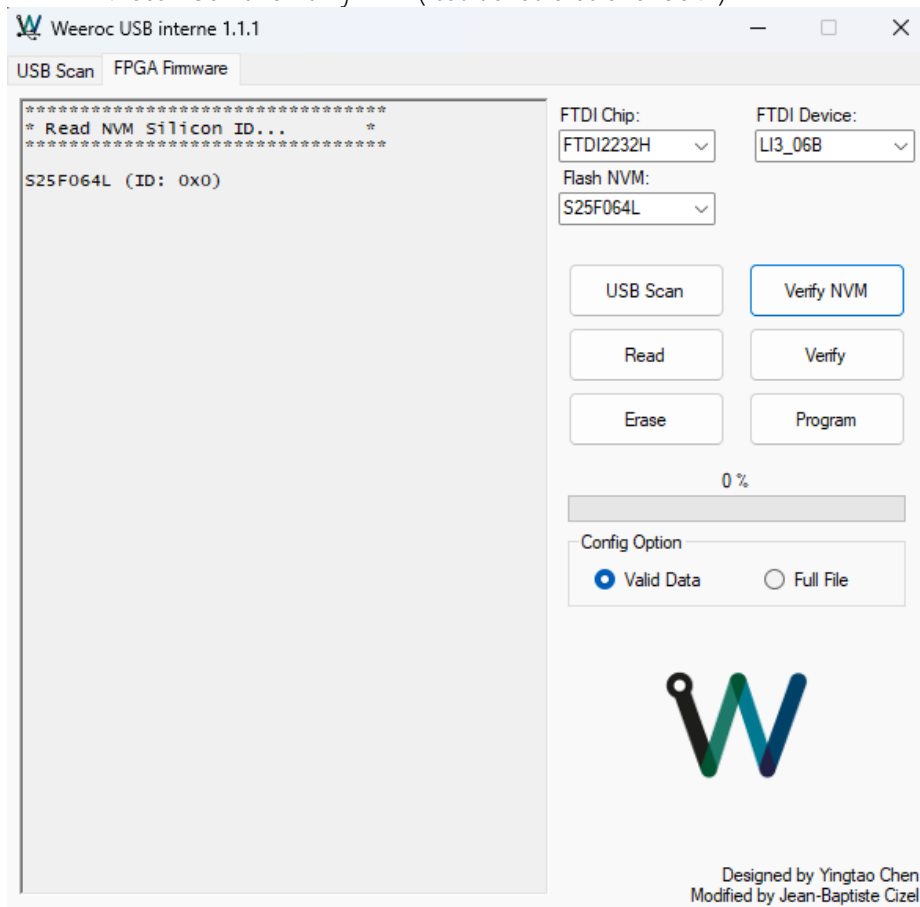 Weeroc USB interne 1.1.1
USB Scan FPGA Firmware
**********************************
* Read NVM Silicon ID... *
**********************************
S25F064L (ID: 0x0)
FTDI Chip: FTDI Device:
FTDI2232H LI3_06B
Flash NVM:
S25F064L
USB Scan Verify NVM
Read Verify
Erase Program
0 %
Config Option
Valid Data Full File
Designed by Yingtao Chen
Modified by Jean-Baptiste Cizel